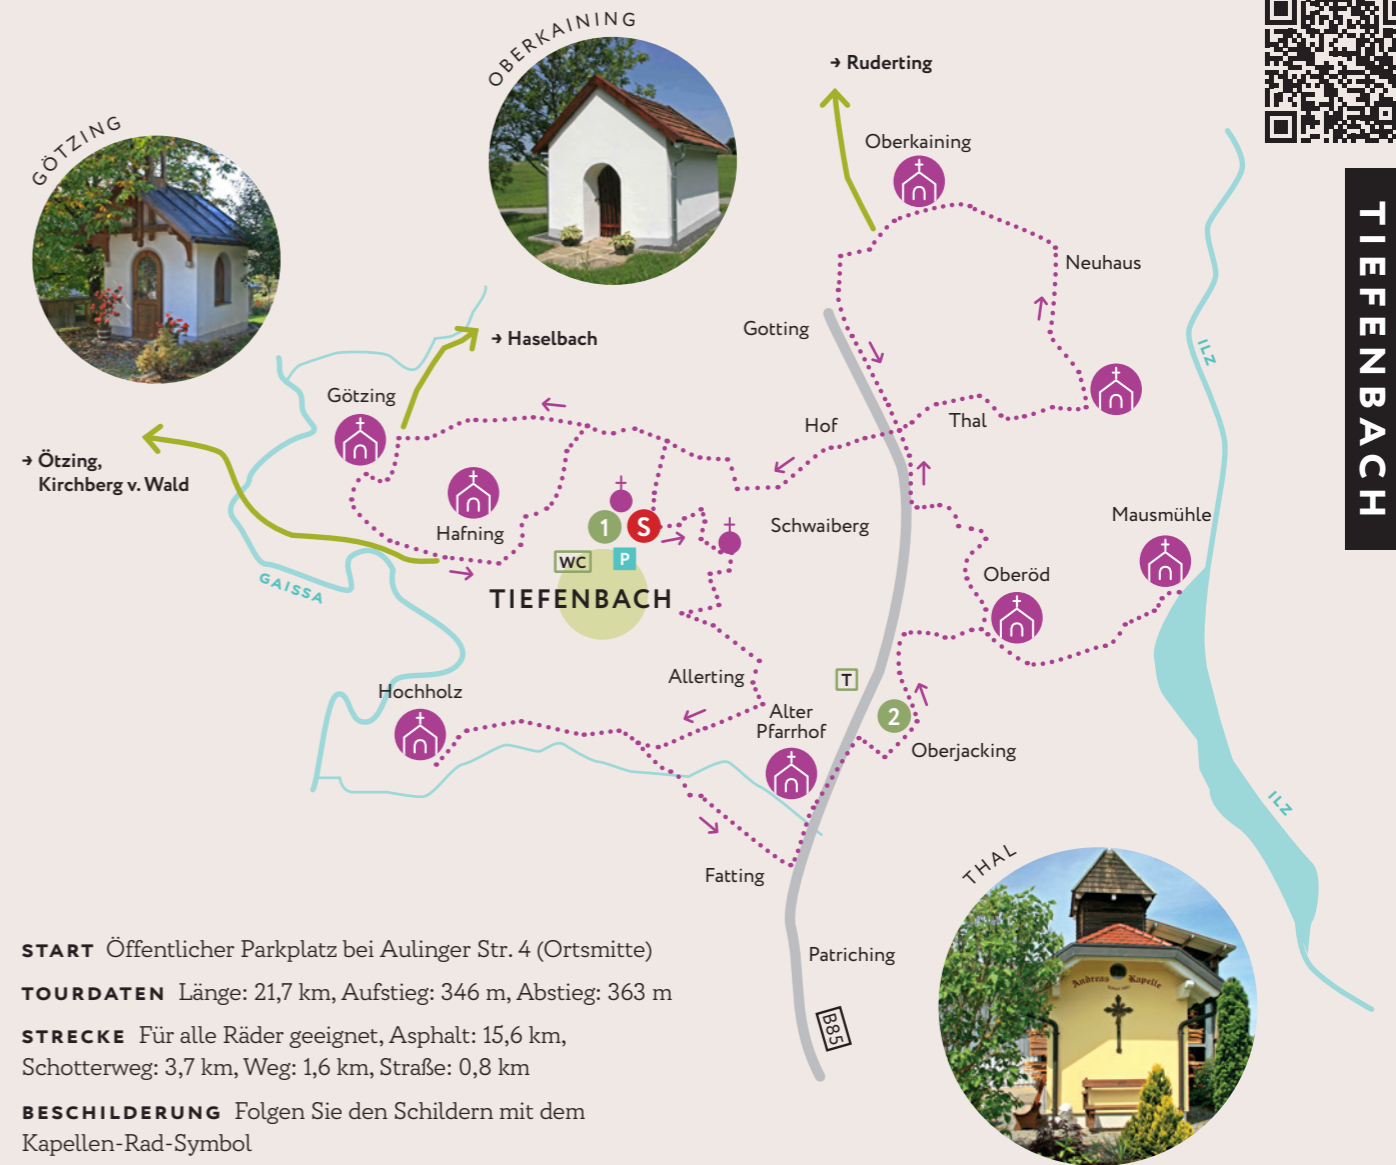 OBERKAINING
→ Ruderting
GÖTZING
Oberkaining
Neuhaus
TIEFENBACH
Gotting
→ Haselbach
ILZ
Götzing
Hof
Thal
→ Ötzing,
Kirchberg v. Wald
Hafning
1
S
Schwaiberg
Mausmühle
WC
P
Oberöd
GAISSA
TIEFENBACH
Allerting
T
Hochholz
Alter
Pfarrhof
2
Oberjacking
ILZ
Fatting
THAL
Patriching
B85
Andreas Kapelle
START Öffentlicher Parkplatz bei Aulinger Str. 4 (Ortsmitte)
TOURDATEN Länge: 21,7 km, Aufstieg: 346 m, Abstieg: 363 m
STRECKE Für alle Räder geeignet, Asphalt: 15,6 km,
Schotterweg: 3,7 km, Weg: 1,6 km, Straße: 0,8 km
BESCHILDERUNG Folgen Sie den Schildern mit dem
Kapellen-Rad-Symbol